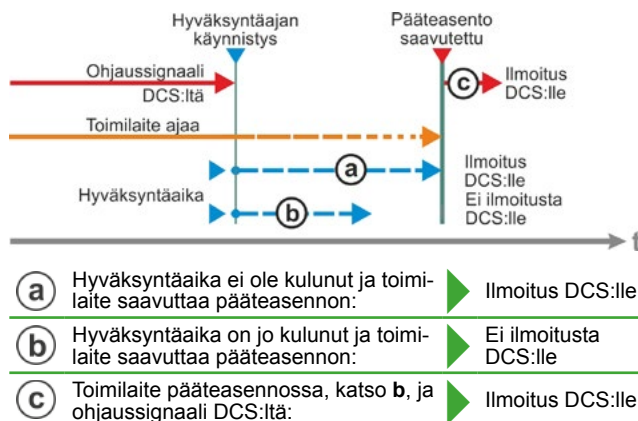 Hyväksyntäajan
käynnistys
Pääteasento
saavutettu
Ohjaussignaali
DCS:ltä
c
Ilmoitus
DCS:lle
Toimilaite ajaa
a
Ilmoitus
DCS:lle
Hyväksyntäaika
b
Ei ilmoitusta
DCS:lle
t
a
Hyväksyntäaika ei ole kulunut ja toimi-
laite saavuttaa pääteasennon:
Ilmoitus DCS:lle
b
Hyväksyntäaika on jo kulunut ja toimi-
laite saavuttaa pääteasennon:
Ei ilmoitusta
DCS:lle
c
Toimilaite pääteasennossa, katso b, ja
ohjaussignaali DCS:ltä:
Ilmoitus DCS:lle